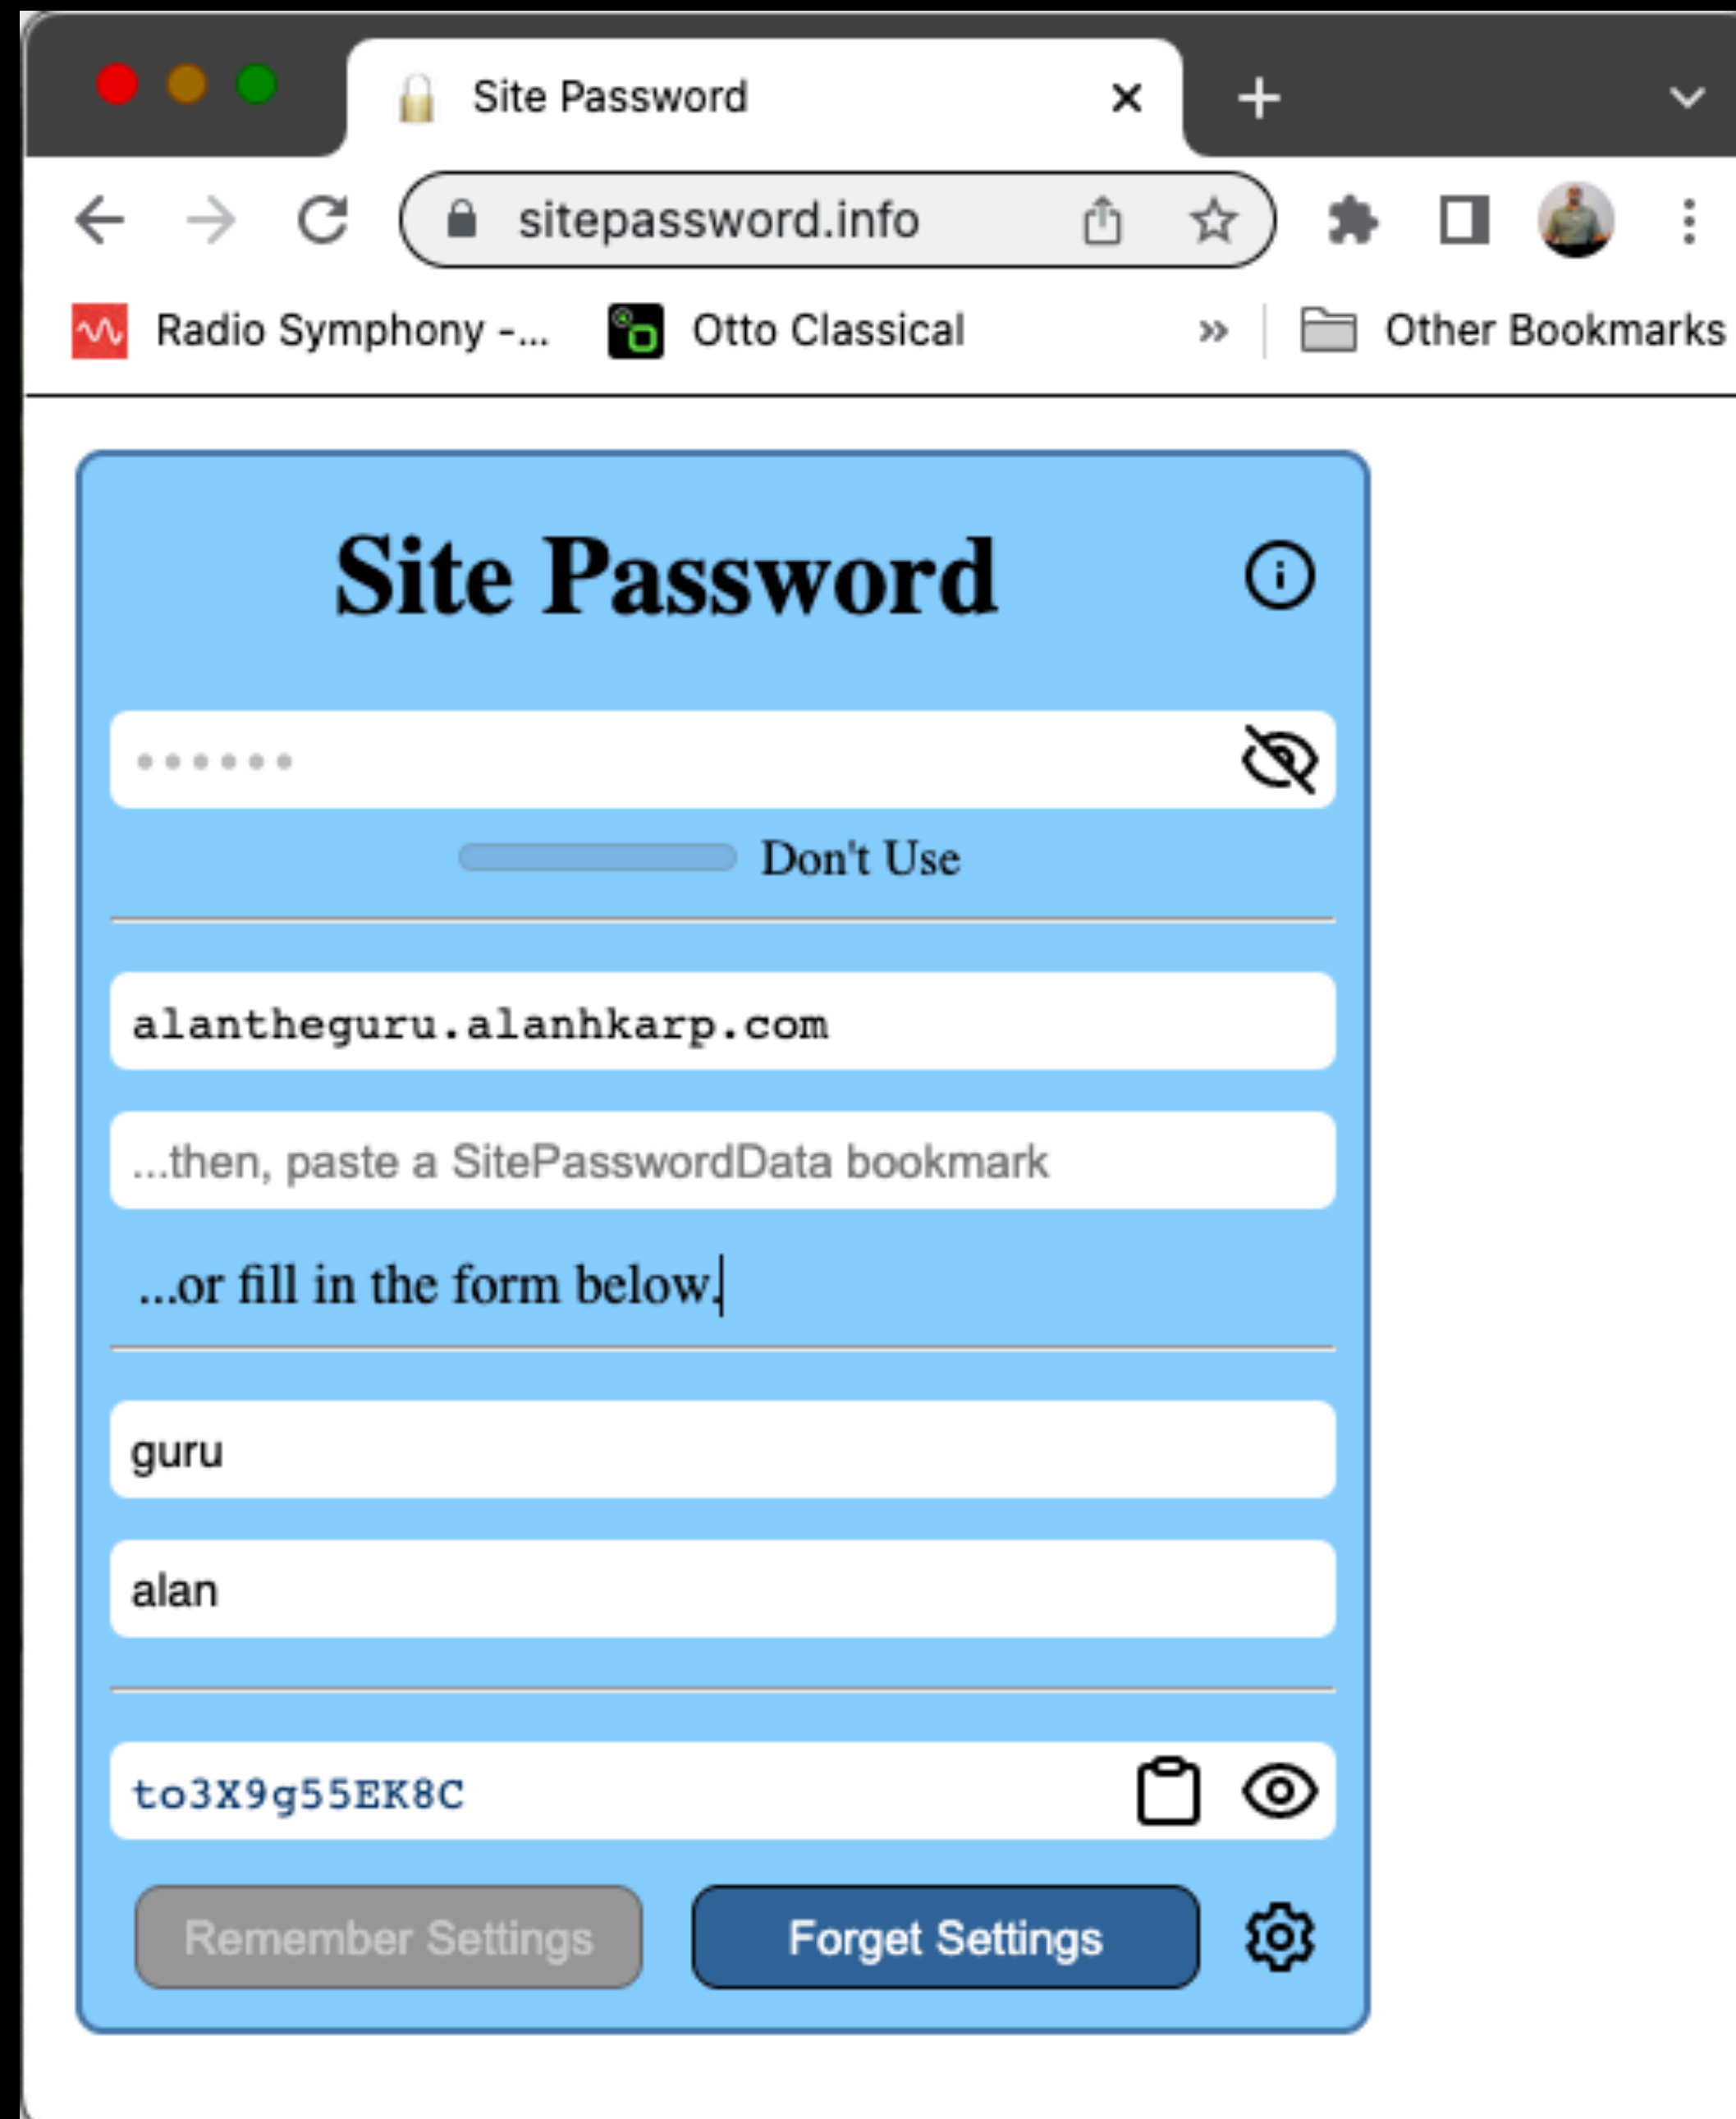 Site Password
sitepassword.info
Radio Symphony -...
Otto Classical
Other Bookmarks
Site Password
Don't Use
alantheguru.alanhkarp.com
...then, paste a SitePasswordData bookmark
...or fill in the form below.
guru
alan
to3X9g55EK8C
Remember Settings
Forget Settings